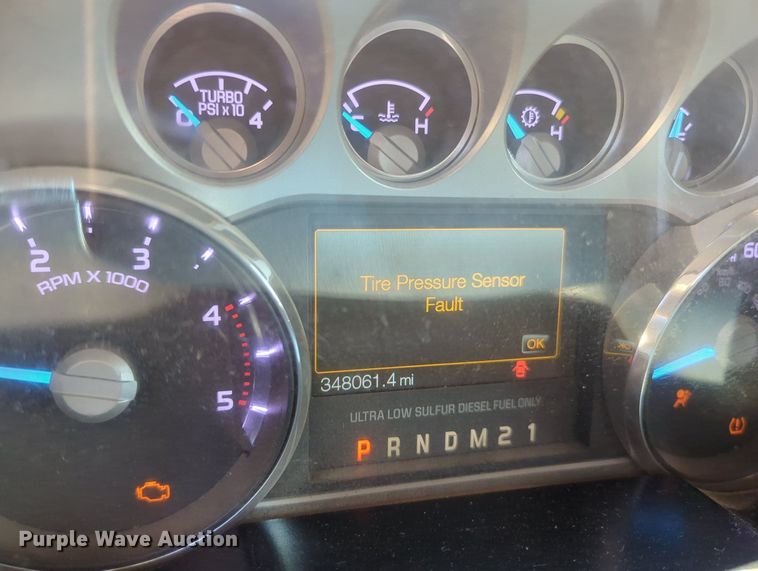 TURBO
PSI x 10
0 4
H
H
2 3
RPM X 1000
4
5
60
Tire Pressure Sensor
Fault
OK
348061.4 mi
ULTRA LOW SULFUR DIESEL FUEL ONLY
P R N D M 2 1
Purple Wave Auction